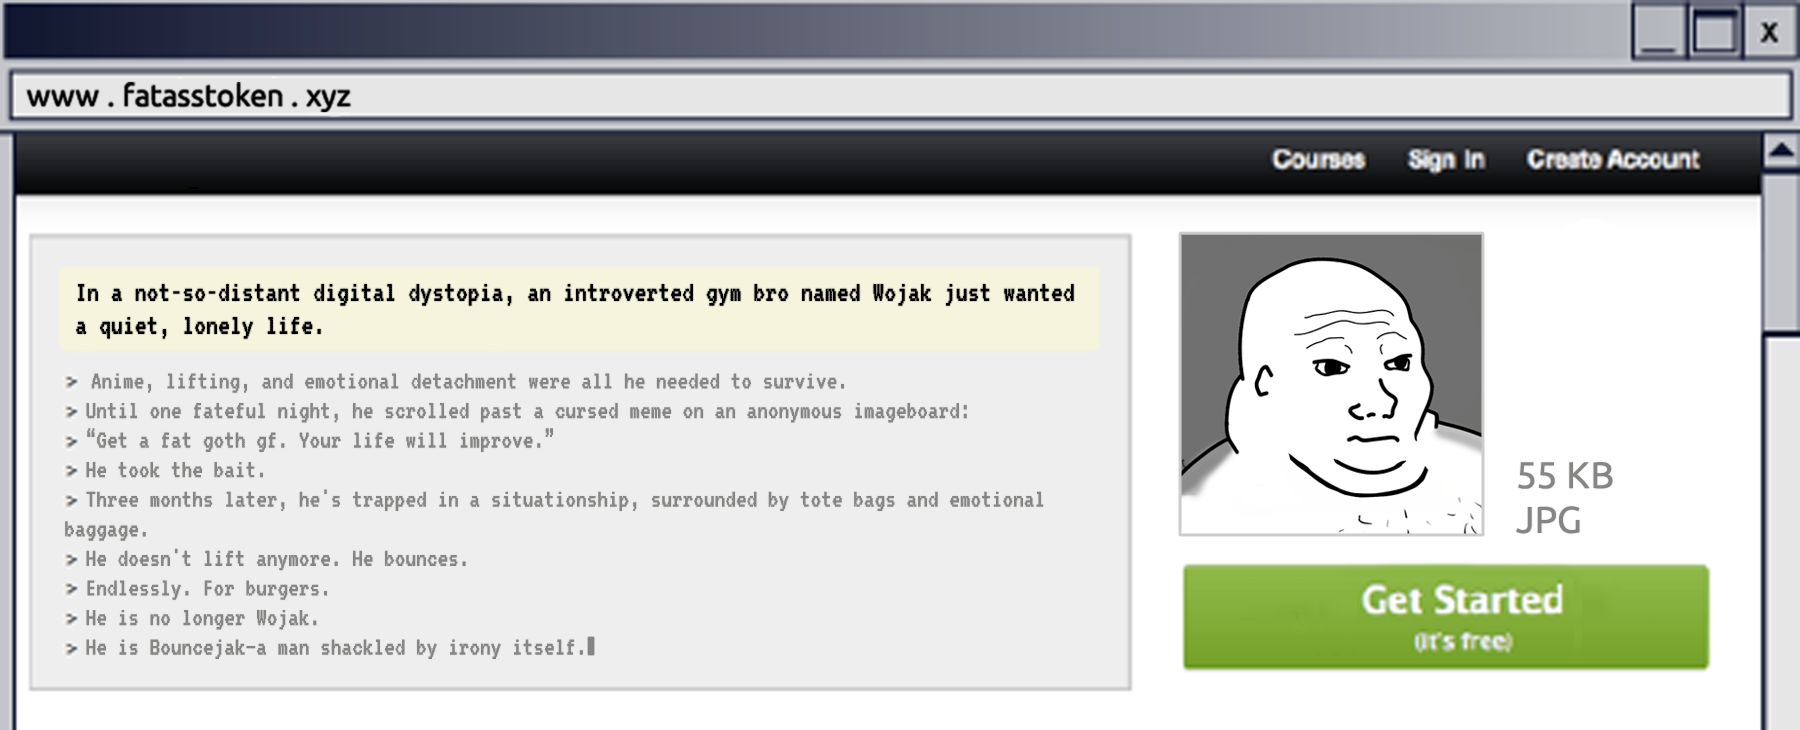 X
www . fatasstoken . xyz
Courses Sign In Create Account
In a not-so-distant digital dystopia, an introverted gym bro named Wojak just wanted
a quiet, lonely life.
> Anime, lifting, and emotional detachment were all he needed to survive.
> Until one fateful night, he scrolled past a cursed meme on an anonymous imageboard:
> “Get a fat goth gf. Your life will improve.”
> He took the bait.
> Three months later, he's trapped in a situationship, surrounded by tote bags and emotional
baggage.
> He doesn't lift anymore. He bounces.
> Endlessly. For burgers.
> He is no longer Wojak.
> He is Bouncejak—a man shackled by irony itself.
55 KB
JPG
Get Started
(It's free)